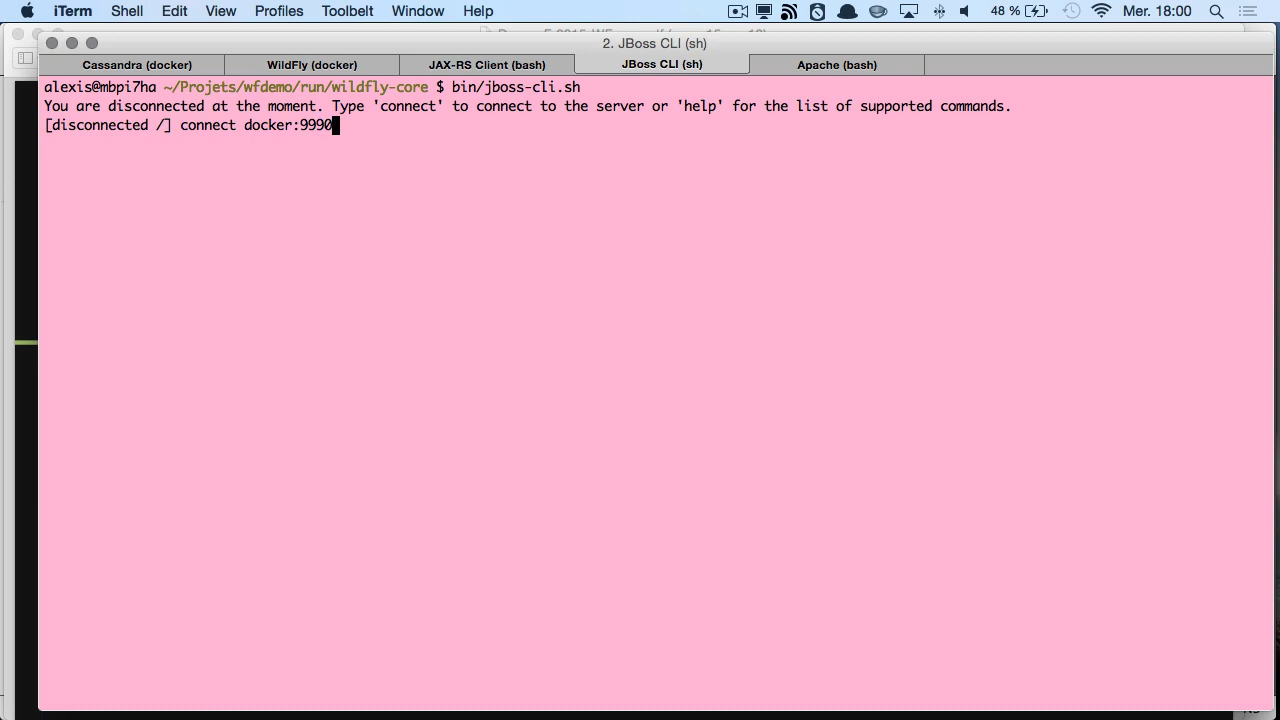 iTerm Shell Edit View Profiles Toolbelt Window Help 48 % Mer. 18:00
2. JBoss CLI (sh)
Cassandra (docker) WildFly (docker) JAX-RS Client (bash) JBoss CLI (sh) Apache (bash)
alexis@mbpi7ha ~/Projets/wfdemo/run/wildfly-core $ bin/jboss-cli.sh
You are disconnected at the moment. Type 'connect' to connect to the server or 'help' for the list of supported commands.
[disconnected /] connect docker:9990